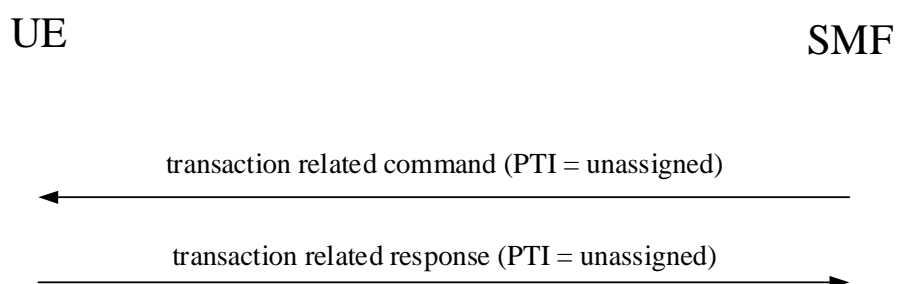 UE
SMF
transaction related command (PTI = unassigned)
transaction related response (PTI = unassigned)